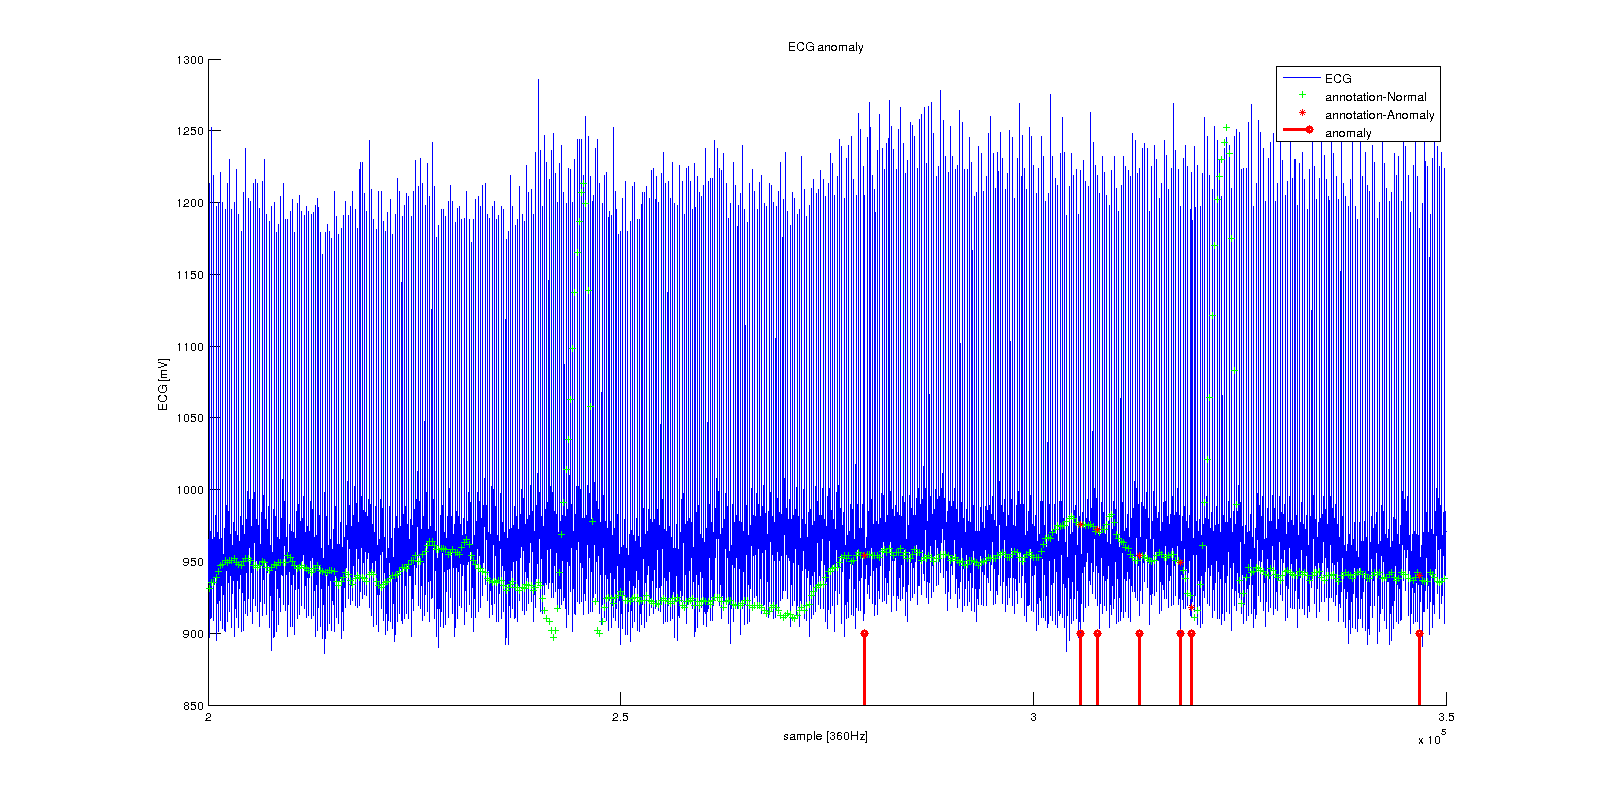 ECG anomaly
1300
1250
1200
1150
1100
1050
1000
950
900
850
ECG [mV]
ECG
annotation-Normal
annotation-Anomaly
anomaly
2
2.5
3
3.5
sample [360Hz]
x 10^5